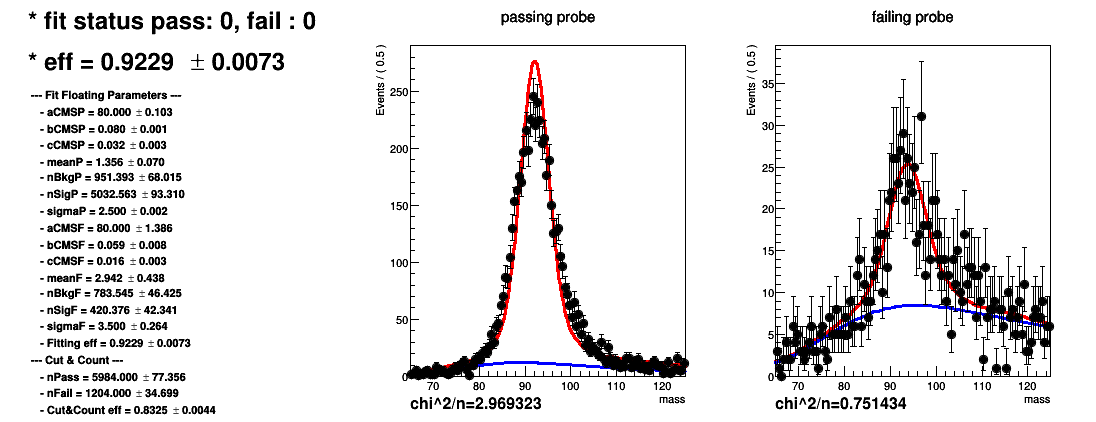 * fit status pass: 0, fail : 0
* eff = 0.9229 ± 0.0073
--- Fit Floating Parameters ---
- aCMSP = 80.000 ± 0.103
- bCMSP = 0.080 ± 0.001
- cCMSP = 0.032 ± 0.003
- meanP = 1.356 ± 0.070
- nBkgP = 951.393 ± 68.015
- nSigP = 5032.563 ± 93.310
- sigmaP = 2.500 ± 0.002
- aCMSF = 80.000 ± 1.386
- bCMSF = 0.059 ± 0.008
- cCMSF = 0.016 ± 0.003
- meanF = 2.942 ± 0.438
- nBkgF = 783.545 ± 46.425
- nSigF = 420.376 ± 42.341
- sigmaF = 3.500 ± 0.264
- Fitting eff = 0.9229 ± 0.0073
--- Cut & Count ---
- nPass = 5984.000 ± 77.356
- nFail = 1204.000 ± 34.699
- Cut&Count eff = 0.8325 ± 0.0044
passing probe
Events / ( 0.5 )
250
200
150
100
50
0
70 80 90 100 110 120
mass
chi^2/n=2.969323
failing probe
Events / ( 0.5 )
35
30
25
20
15
10
5
0
70 80 90 100 110 120
mass
chi^2/n=0.751434